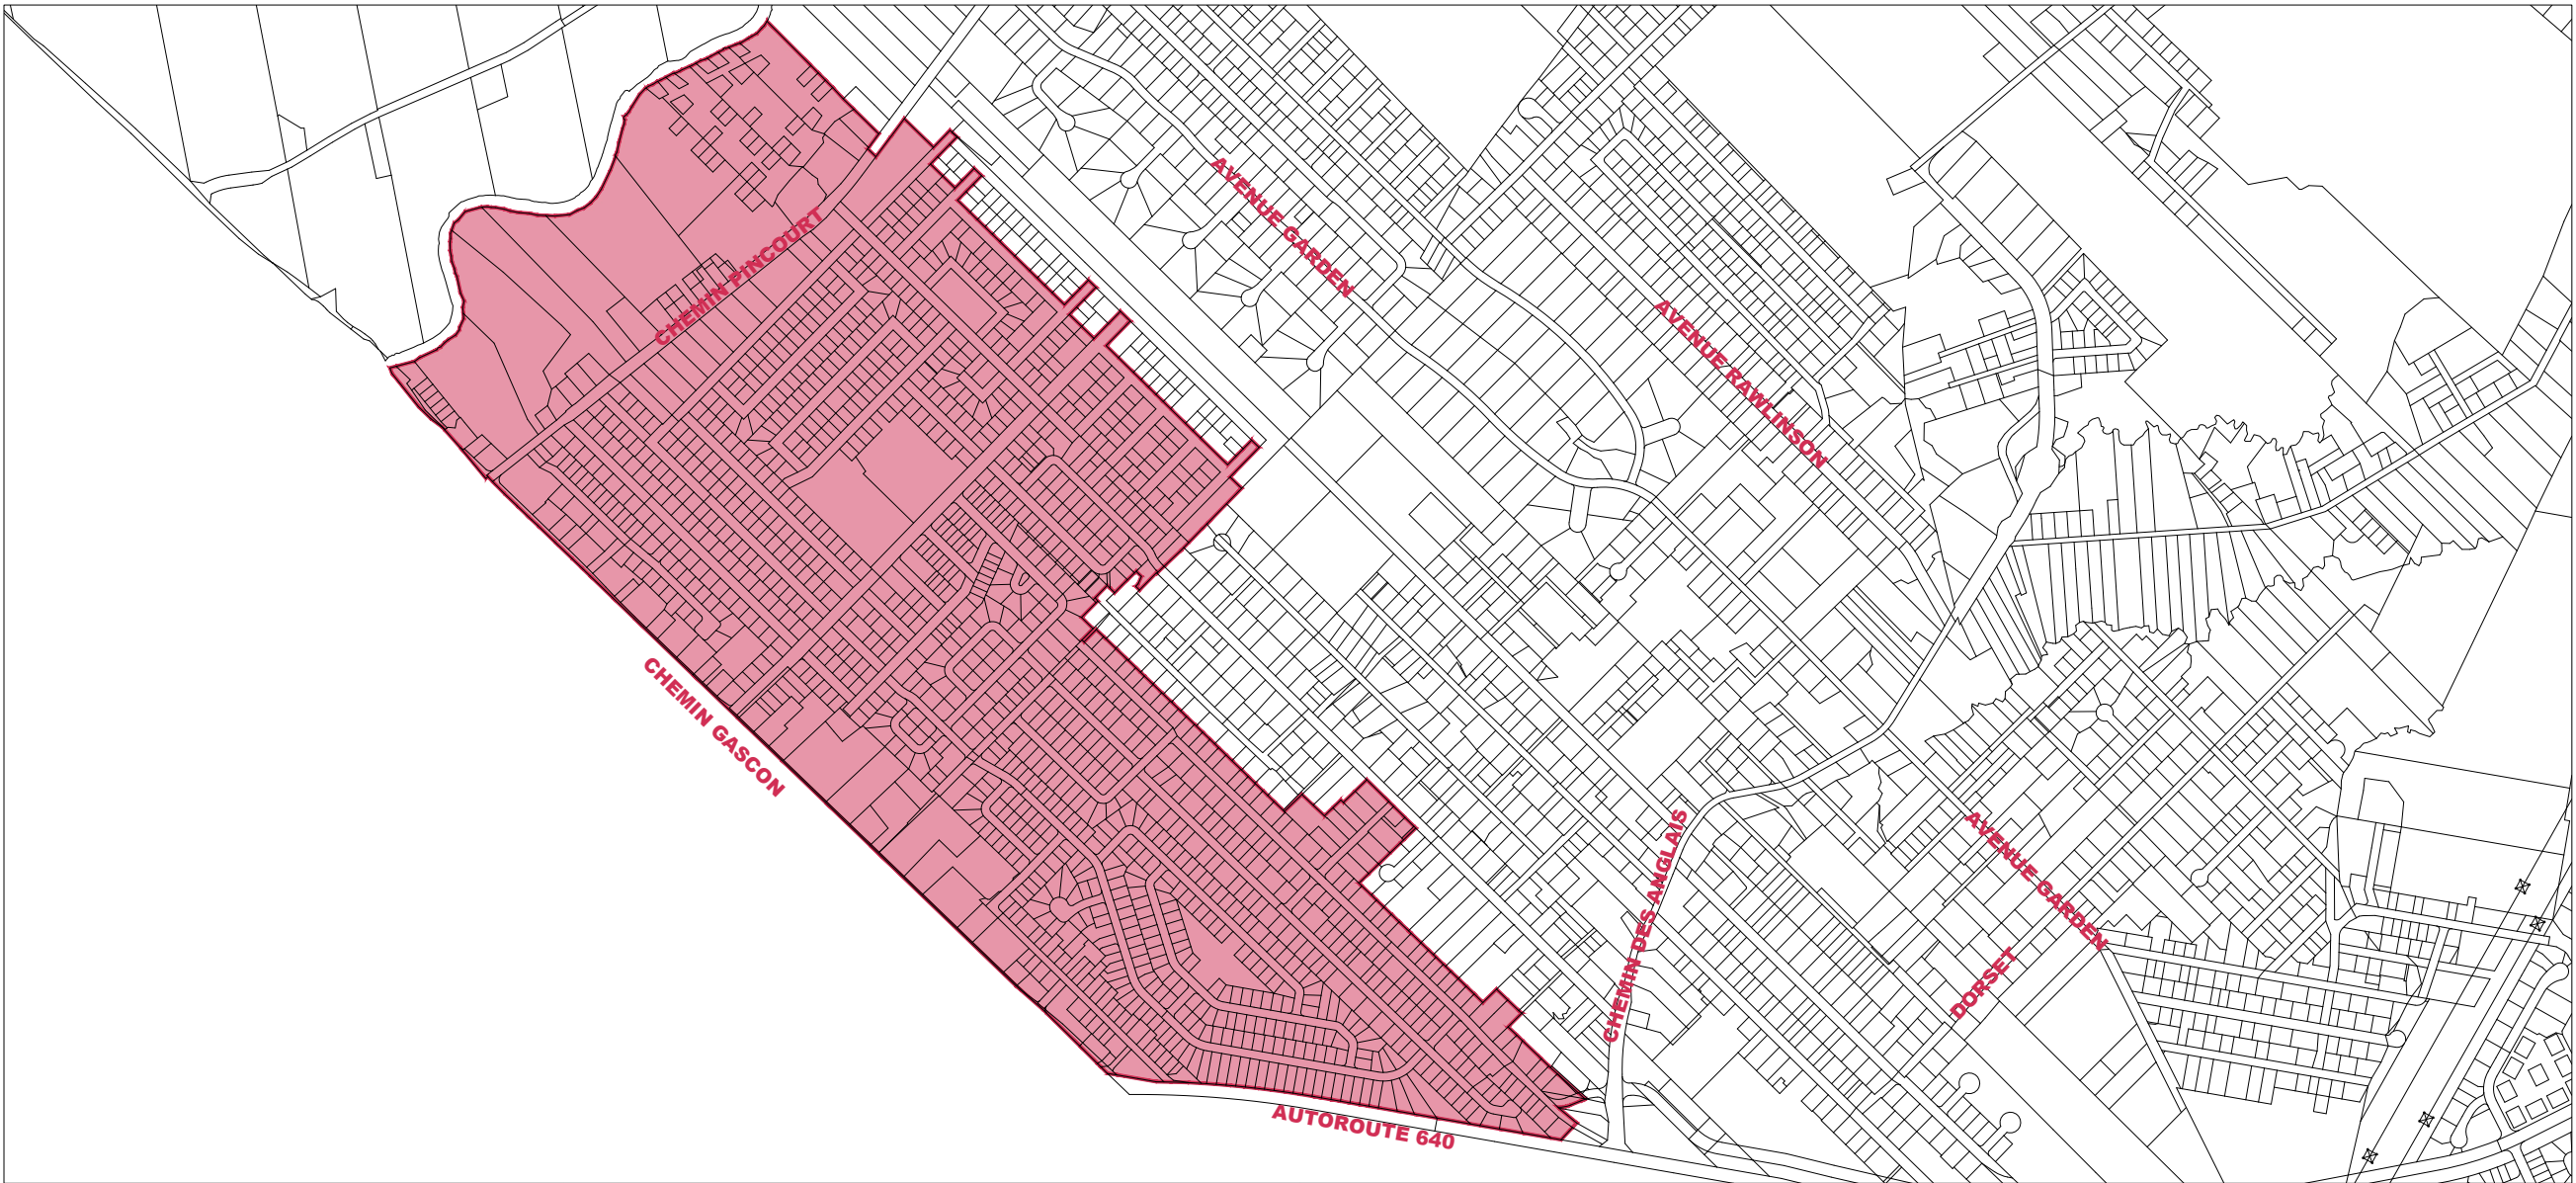 AVENUE GARDEN
CHEMIN PINCOURT
AVENUE RAWLINSON
CHEMIN GASCON
CHEMIN DES ANGLAIS
AVENUE GARDEN
DORSET
AUTOROUTE 640